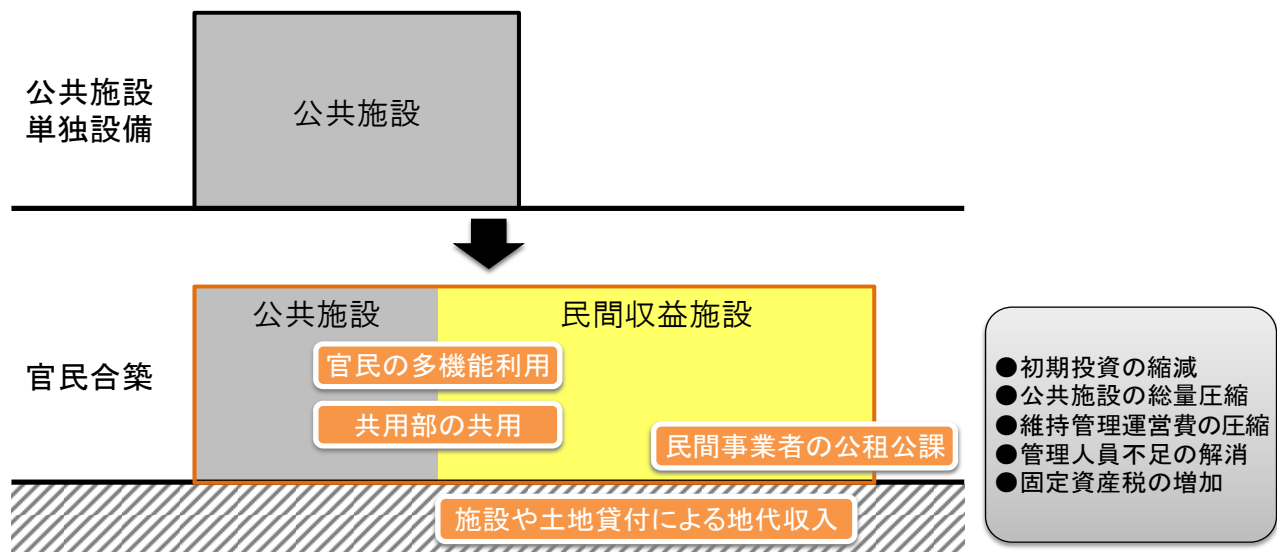 公共施設
単独設備
公共施設
公共施設
民間収益施設
官民合築
官民の多機能利用
共用部の共用
民間事業者の公租公課
施設や土地貸付による地代収入
●初期投資の縮減
●公共施設の総量圧縮
●維持管理運営費の圧縮
●管理人員不足の解消
●固定資産税の増加